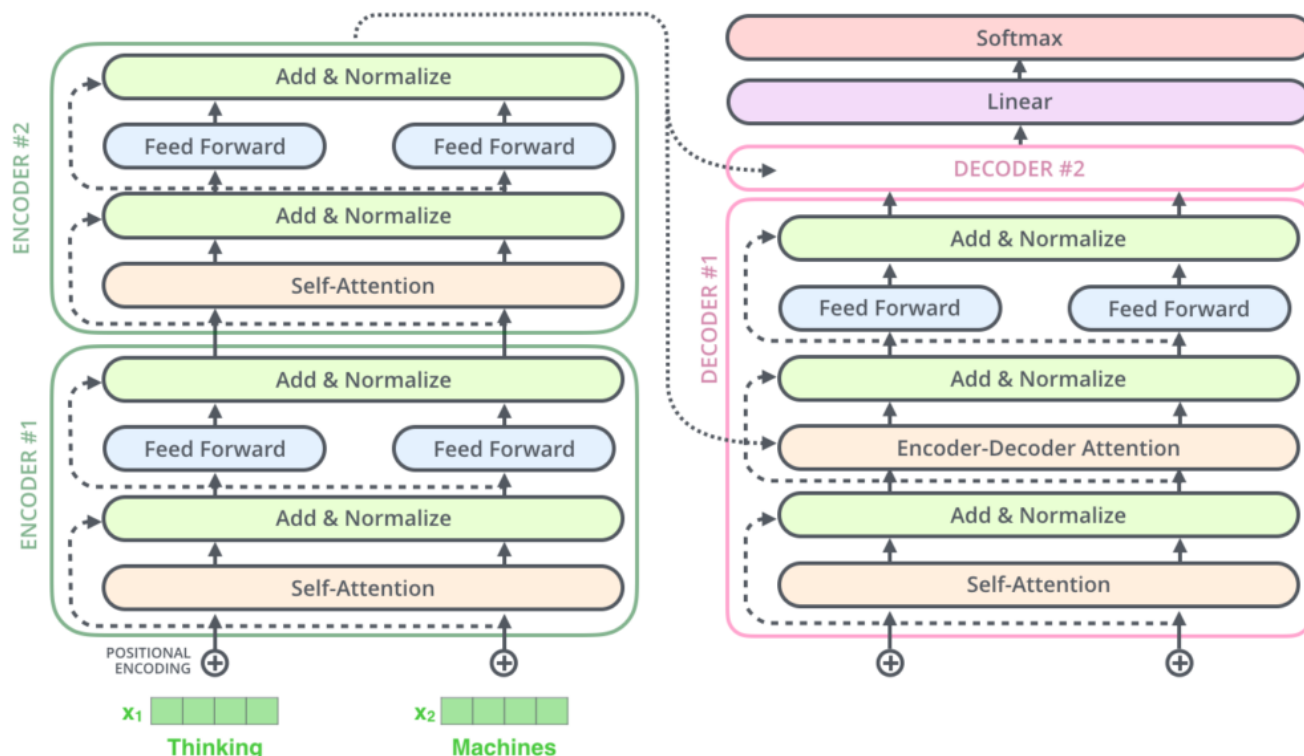 ENCODER #2
Add & Normalize
Feed Forward
Feed Forward
Add & Normalize
Self-Attention
ENCODER #1
Add & Normalize
Feed Forward
Feed Forward
Add & Normalize
Self-Attention
POSITIONAL
ENCODING
x1
x2
Thinking
Machines
Softmax
Linear
DECODER #2
DECODER #1
Add & Normalize
Feed Forward
Feed Forward
Add & Normalize
Encoder-Decoder Attention
Add & Normalize
Self-Attention